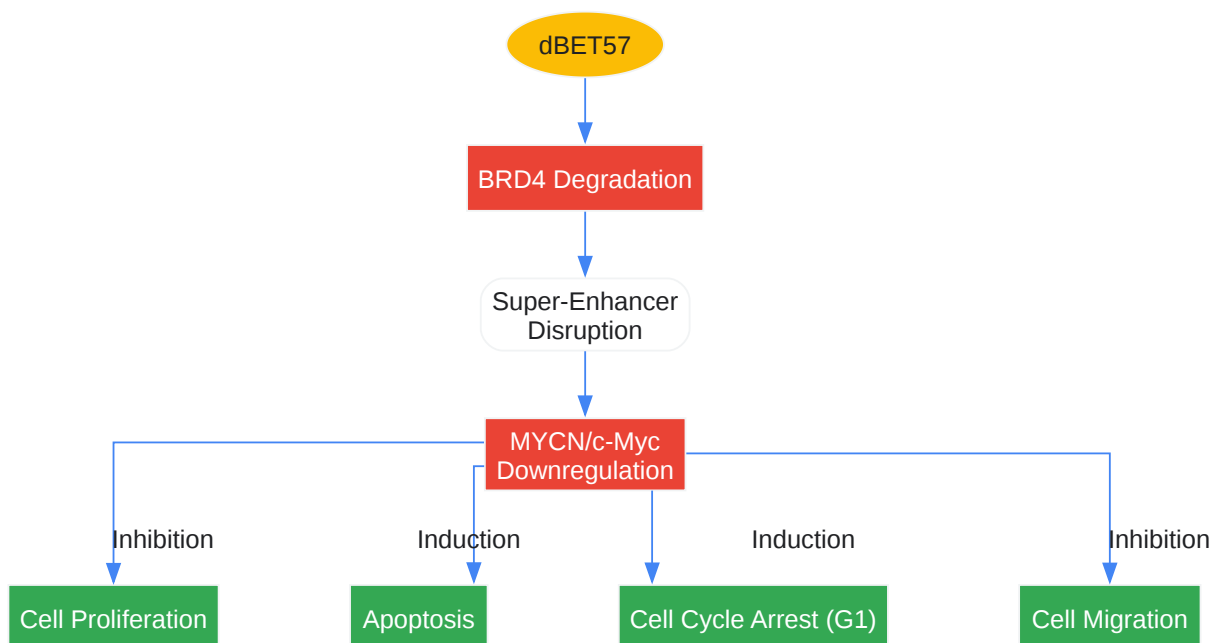 dBET57
BRD4 Degradation
Super-Enhancer
Disruption
MYCN/c-Myc
Downregulation
Inhibition
Induction
Induction
Inhibition
Cell Proliferation
Apoptosis
Cell Cycle Arrest (G1)
Cell Migration